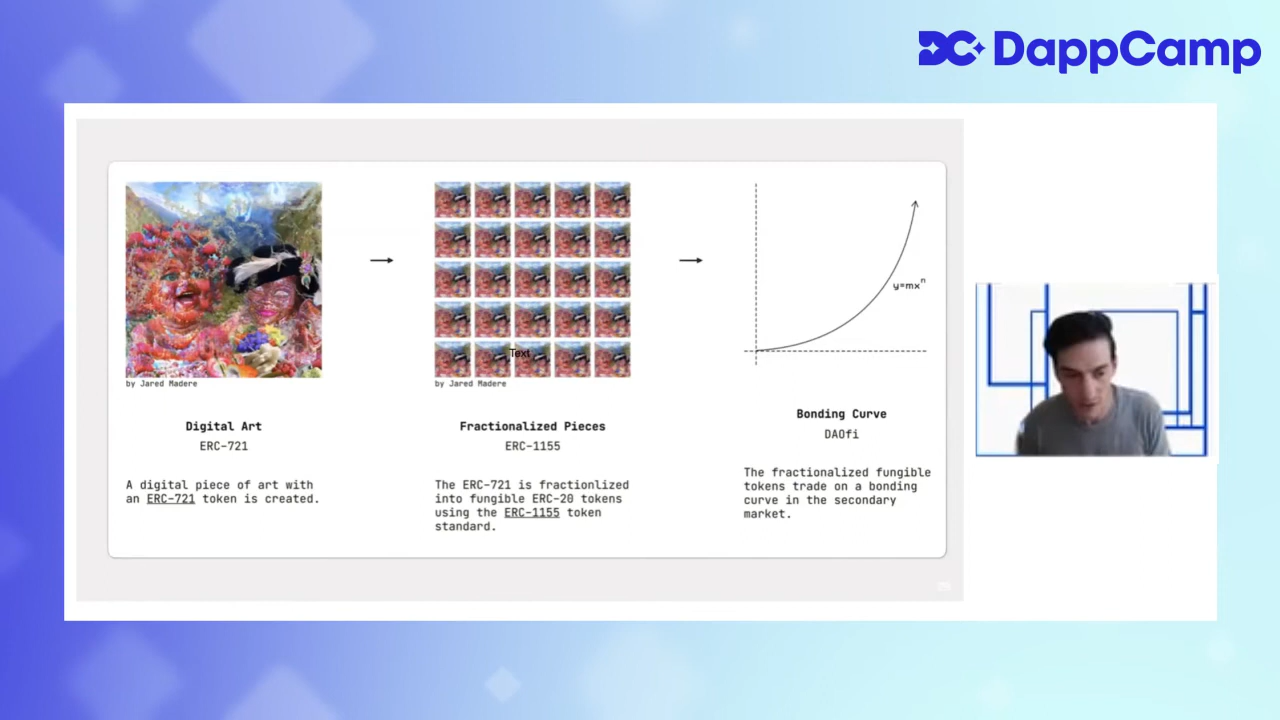 DappCamp
y=mxⁿ
Text
by Jared Madere
by Jared Madere
Digital Art
ERC-721
A digital piece of art with
an ERC-721 token is created.
Fractionalized Pieces
ERC-1155
The ERC-721 is fractionlized
into fungible ERC-20 tokens
using the ERC-1155 token
standard.
Bonding Curve
DAOfi
The fractionalized fungible
tokens trade on a bonding
curve in the secondary
market.